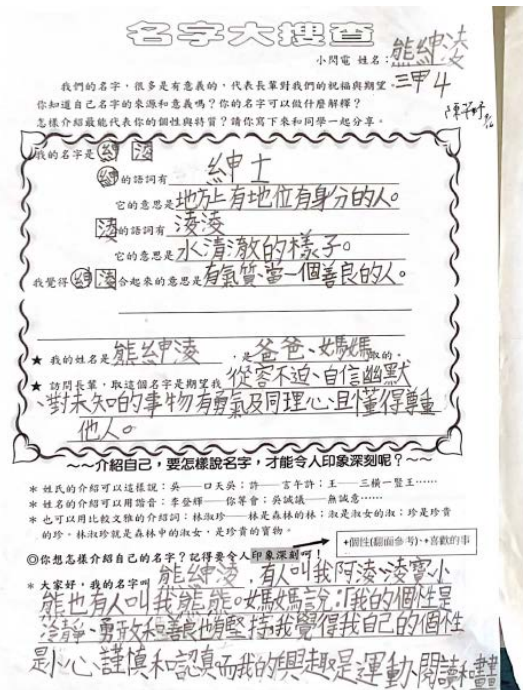 名字大搜查
小閃電 姓名：熊紳淩
我們的名字，很多是有意義的，代表長輩對我們的祝福與期望。三甲4
你知道自己名字的來源和意義嗎？你的名字可以做什麼解釋？
怎樣介紹最能代表你的個性與特質？請你寫下來和同學一起分享。
我的名字是 紳 淩
紳的語詞有 紳士
它的意思是地方上有地位有身分的人。
淩的語詞有 淩淩
它的意思是水清澈的樣子。
我覺得 紳 淩 合起來的意思是有氣質、當一個善良的人。
★ 我的姓名是 熊紳淩 ，是爸爸、媽媽取的。
★ 訪問長輩，取這個名字是期望我 從容不迫、自信幽默
、對未知的事物有勇氣及同理心、且懂得尊重
他人。
~~介紹自己，要怎樣說名字，才能令人印象深刻呢？~~
＊ 姓氏的介紹可以這樣說：吳──口天吳；許──言午許；王──三橫一豎王……
＊ 姓名的介紹可以用諧音：李登輝──你等會；吳誠議──無誠意……
＊ 也可以用比較文雅的介紹詞：林淑珍──林是森林的林；淑是淑女的淑；珍是珍貴
的珍。林淑珍就是森林中的淑女，是珍貴的寶物。
+個性(翻面參考)、+喜歡的事
◎你想怎樣介紹自己的名字？記得要令人印象深刻呵！
＊ 大家好，我的名字叫 熊紳淩，有人叫我阿淩、淩寶、小
熊也有人叫我熊熊。媽媽說：「我的個性是
冷靜、勇敢和善良也有堅持，我覺得我自己的個性
是小心、謹慎和認真，而我的興趣是運動、閱讀和畫